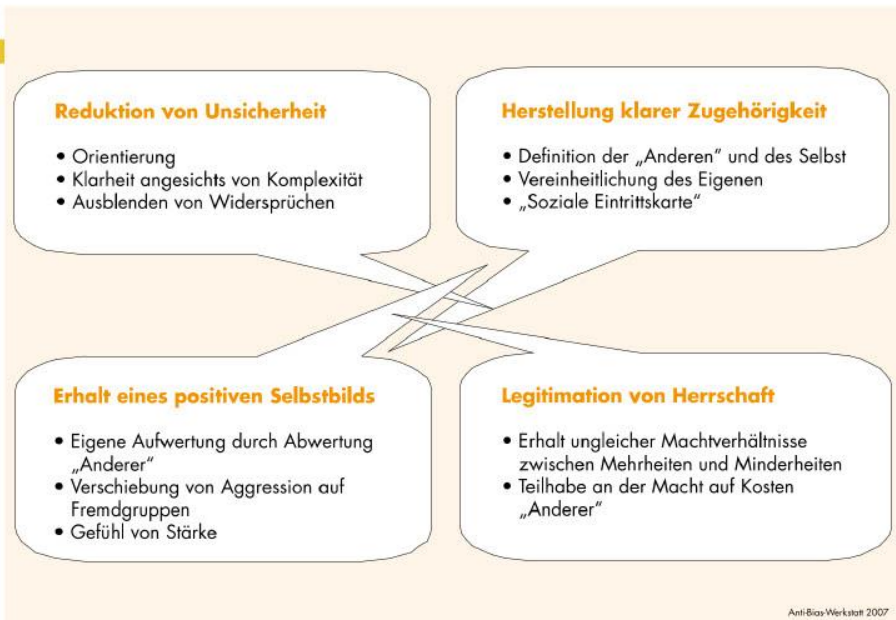 Reduktion von Unsicherheit
• Orientierung
• Klarheit angesichts von Komplexität
• Ausblenden von Widersprüchen
Herstellung klarer Zugehörigkeit
• Definition der „Anderen" und des Selbst
• Vereinheitlichung des Eigenen
• „Soziale Eintrittskarte"
Erhalt eines positiven Selbstbilds
• Eigene Aufwertung durch Abwertung
„Anderer"
• Verschiebung von Aggression auf
Fremdgruppen
• Gefühl von Stärke
Legitimation von Herrschaft
• Erhalt ungleicher Machtverhältnisse
zwischen Mehrheiten und Minderheiten
• Teilhabe an der Macht auf Kosten
„Anderer"
Anti-Bias-Werkstatt 2007